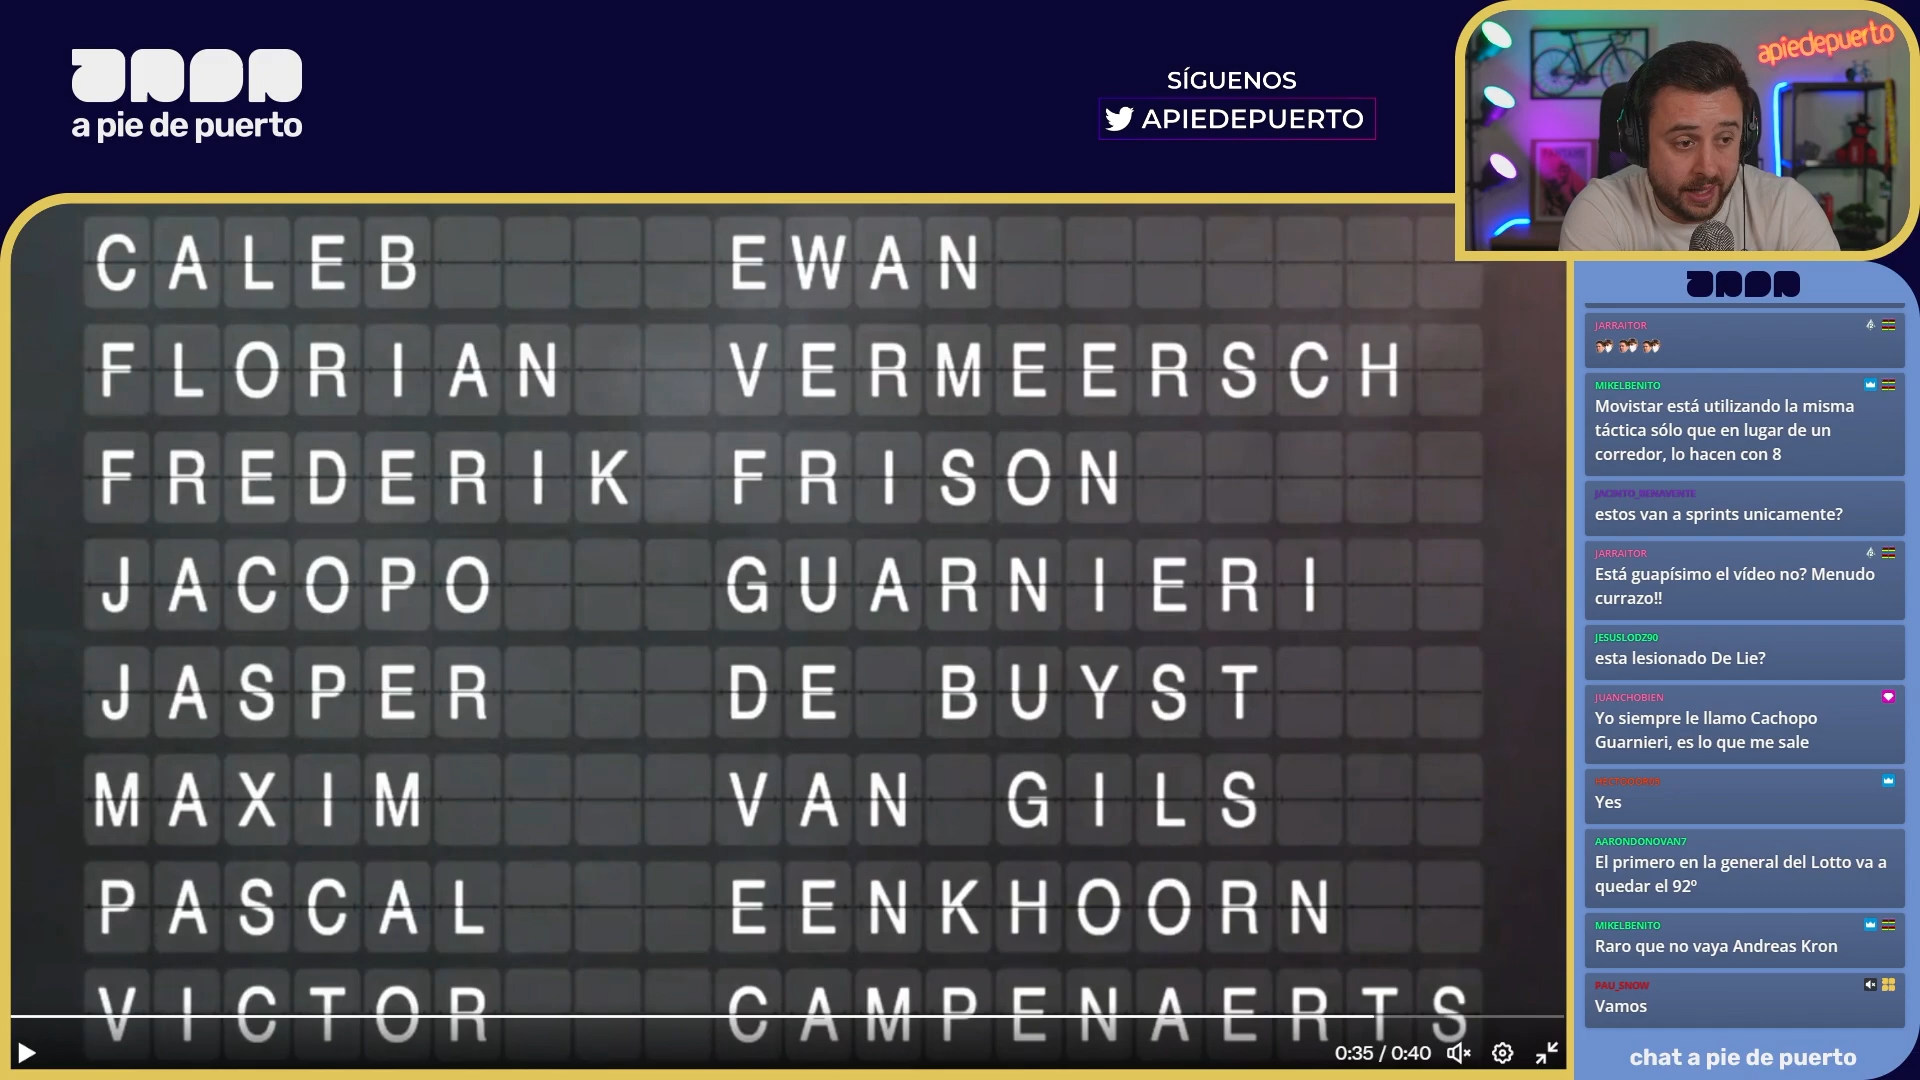 a pie de puerto
SÍGUENOS
APIEDEPUERTO
apiedepuerto
CALEB EWAN
FLORIAN VERMEERSCH
FREDERIK FRISON
JACOPO GUARNIERI
JASPER DE BUYST
MAXIM VAN GILS
PASCAL EENKHOORN
VICTOR CAMPENAERTS
0:35 / 0:40
JARRAITOR
MIKELBENITO
Movistar está utilizando la misma
táctica sólo que en lugar de un
corredor, lo hacen con 8
JACINTO_BENAVENTE
estos van a sprints unicamente?
JARRAITOR
Está guapísimo el vídeo no? Menudo
currazo!!
JESUSLODZ90
esta lesionado De Lie?
JUANCHOBIEN
Yo siempre le llamo Cachopo
Guarnieri, es lo que me sale
Yes
AARONDONOVAN7
El primero en la general del Lotto va a
quedar el 92º
MIKELBENITO
Raro que no vaya Andreas Kron
PAU_SNOW
Vamos
chat a pie de puerto